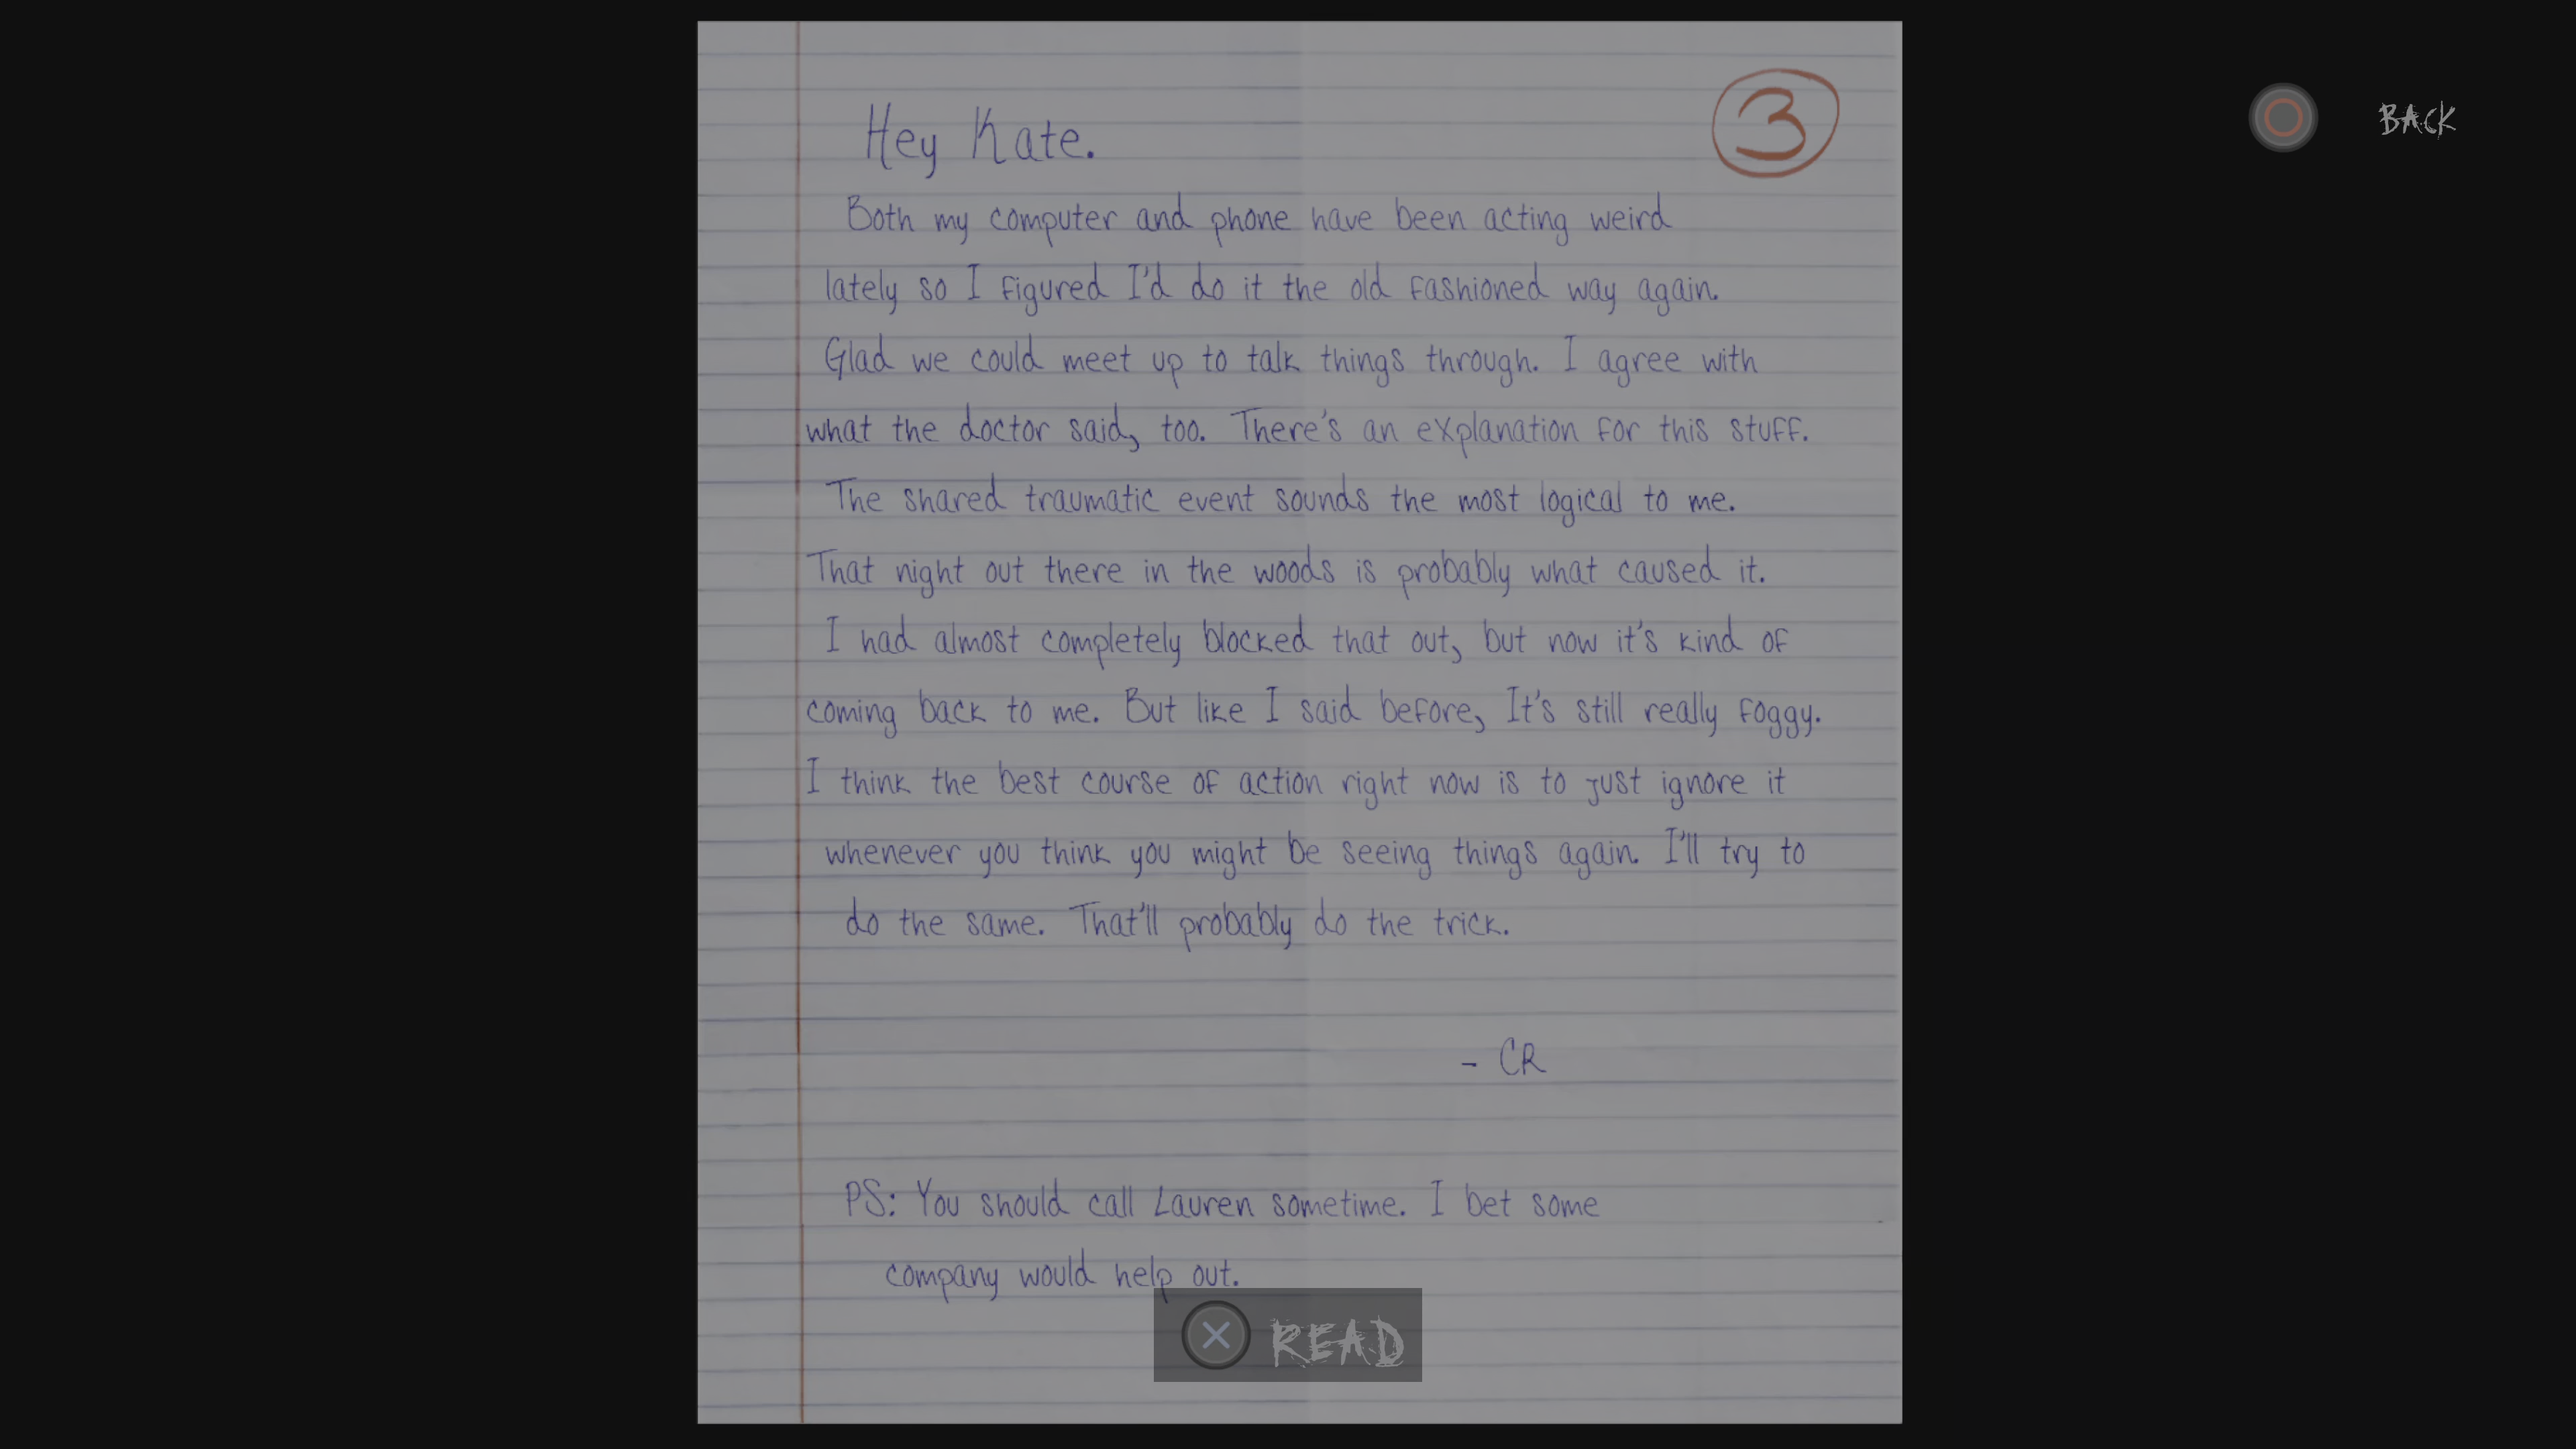 Hey Kate.
3
BACK
Both my computer and phone have been acting weird
lately so I figured I'd do it the old fashioned way again.
Glad we could meet up to talk things through. I agree with
what the doctor said, too. There's an explanation for this stuff.
The shared traumatic event sounds the most logical to me.
That night out there in the woods is probably what caused it.
I had almost completely blocked that out, but now it's kind of
coming back to me. But like I said before, It's still really foggy.
I think the best course of action right now is to just ignore it
whenever you think you might be seeing things again. I'll try to
do the same. That'll probably do the trick.
- CR
PS: You should call Lauren sometime. I bet some
company would help out.
READ